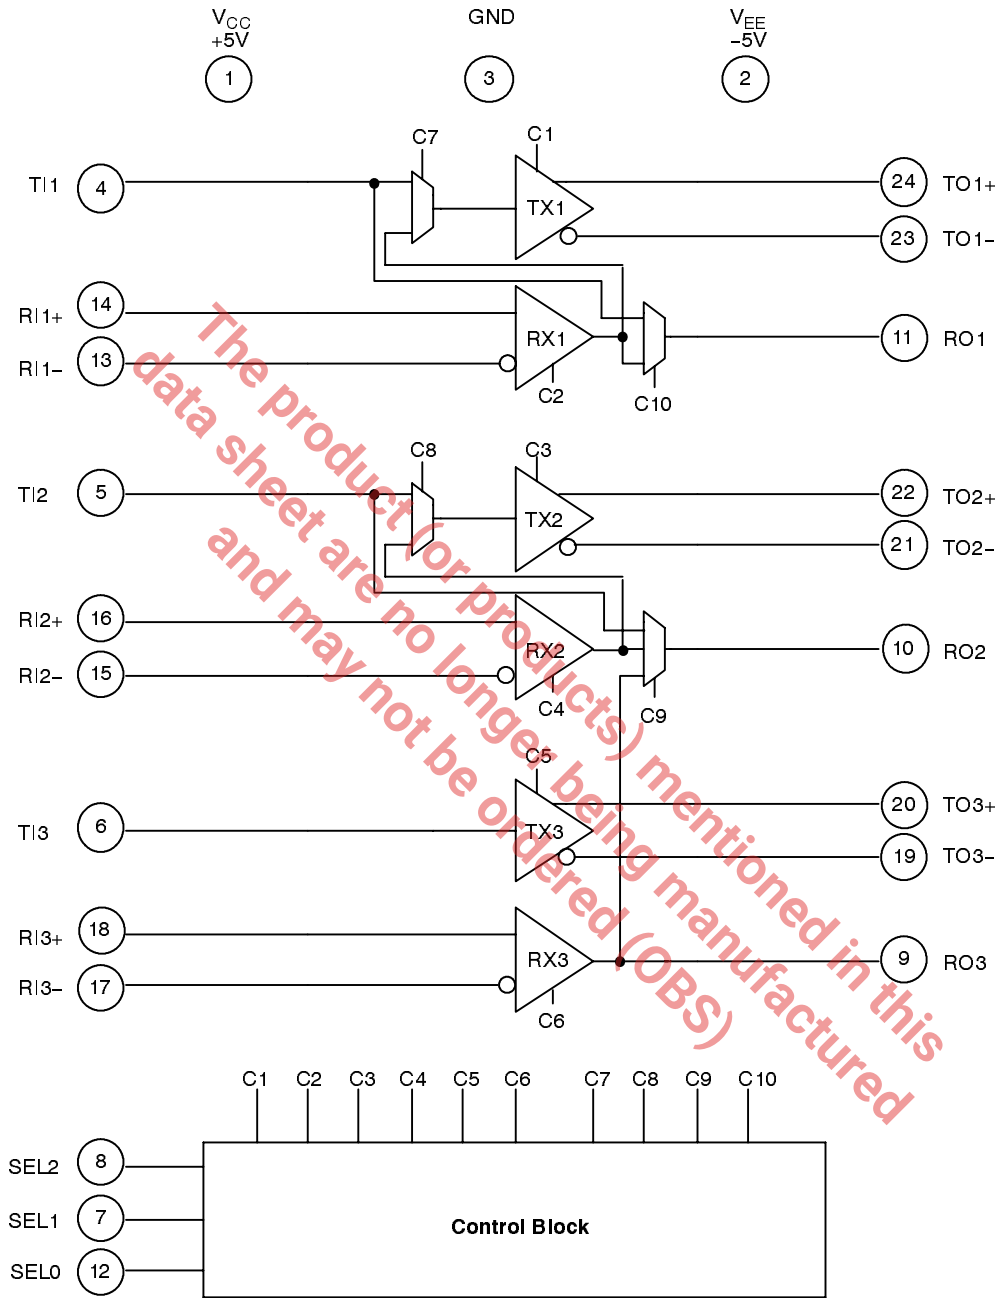 VCC GND VEE
+5V −5V
1 3 2
C7 C1
TI1 4 TX1 24 TO1+
23 TO1−
RI1+ 14 RX1 11 RO1
RI1− 13
C2 C10
C8 C3
TI2 5 TX2 22 TO2+
21 TO2−
RI2+ 16 RX2 10 RO2
RI2− 15
C4 C9
C5
TI3 6 TX3 20 TO3+
19 TO3−
RI3+ 18 RX3 9 RO3
RI3− 17
C6
The product (or products) mentioned in this
data sheet are no longer being manufactured
and may not be ordered (OBS)
C1 C2 C3 C4 C5 C6 C7 C8 C9 C10
SEL2 8
SEL1 7 Control Block
SEL0 12